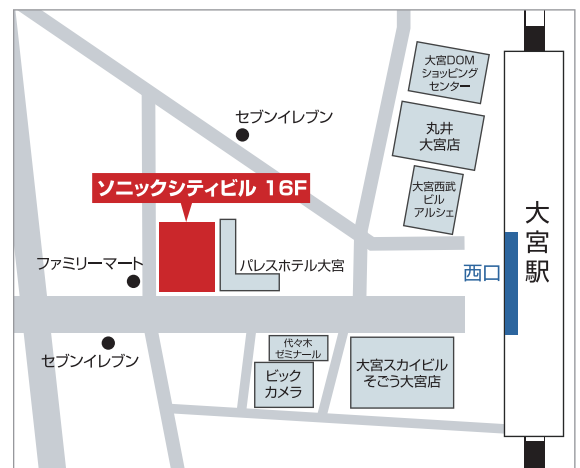 大宮DOM
ショッピング
センター
セブンイレブン
丸井
大宮店
ソニックシティビル 16F
大宮西武
ビル
アルシェ
大宮駅
ファミリーマート
パレスホテル大宮
西口
セブンイレブン
代々木
ゼミナール
ビック
カメラ
大宮スカイビル
そごう大宮店